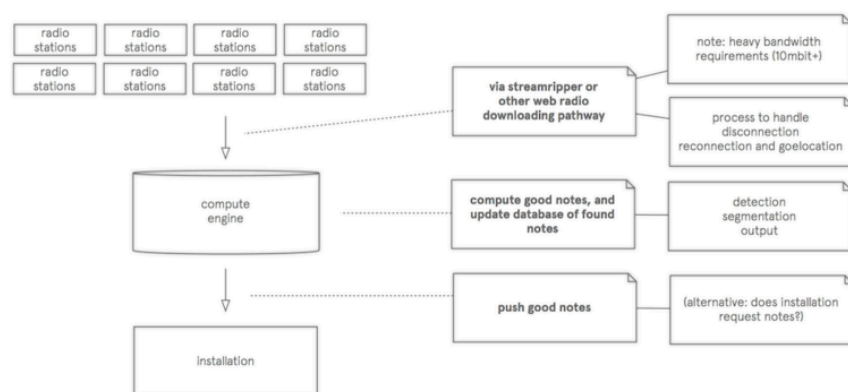 radio
stations
radio
stations
radio
stations
radio
stations
radio
stations
radio
stations
radio
stations
radio
stations
note: heavy bandwidth
requirements (10mbit+)
via streamripper or
other web radio
downloading pathway
process to handle
disconnection
reconnection and goelocation
compute
engine
compute good notes, and
update database of found
notes
detection
segmentation
output
push good notes
(alternative: does installation
request notes?)
installation